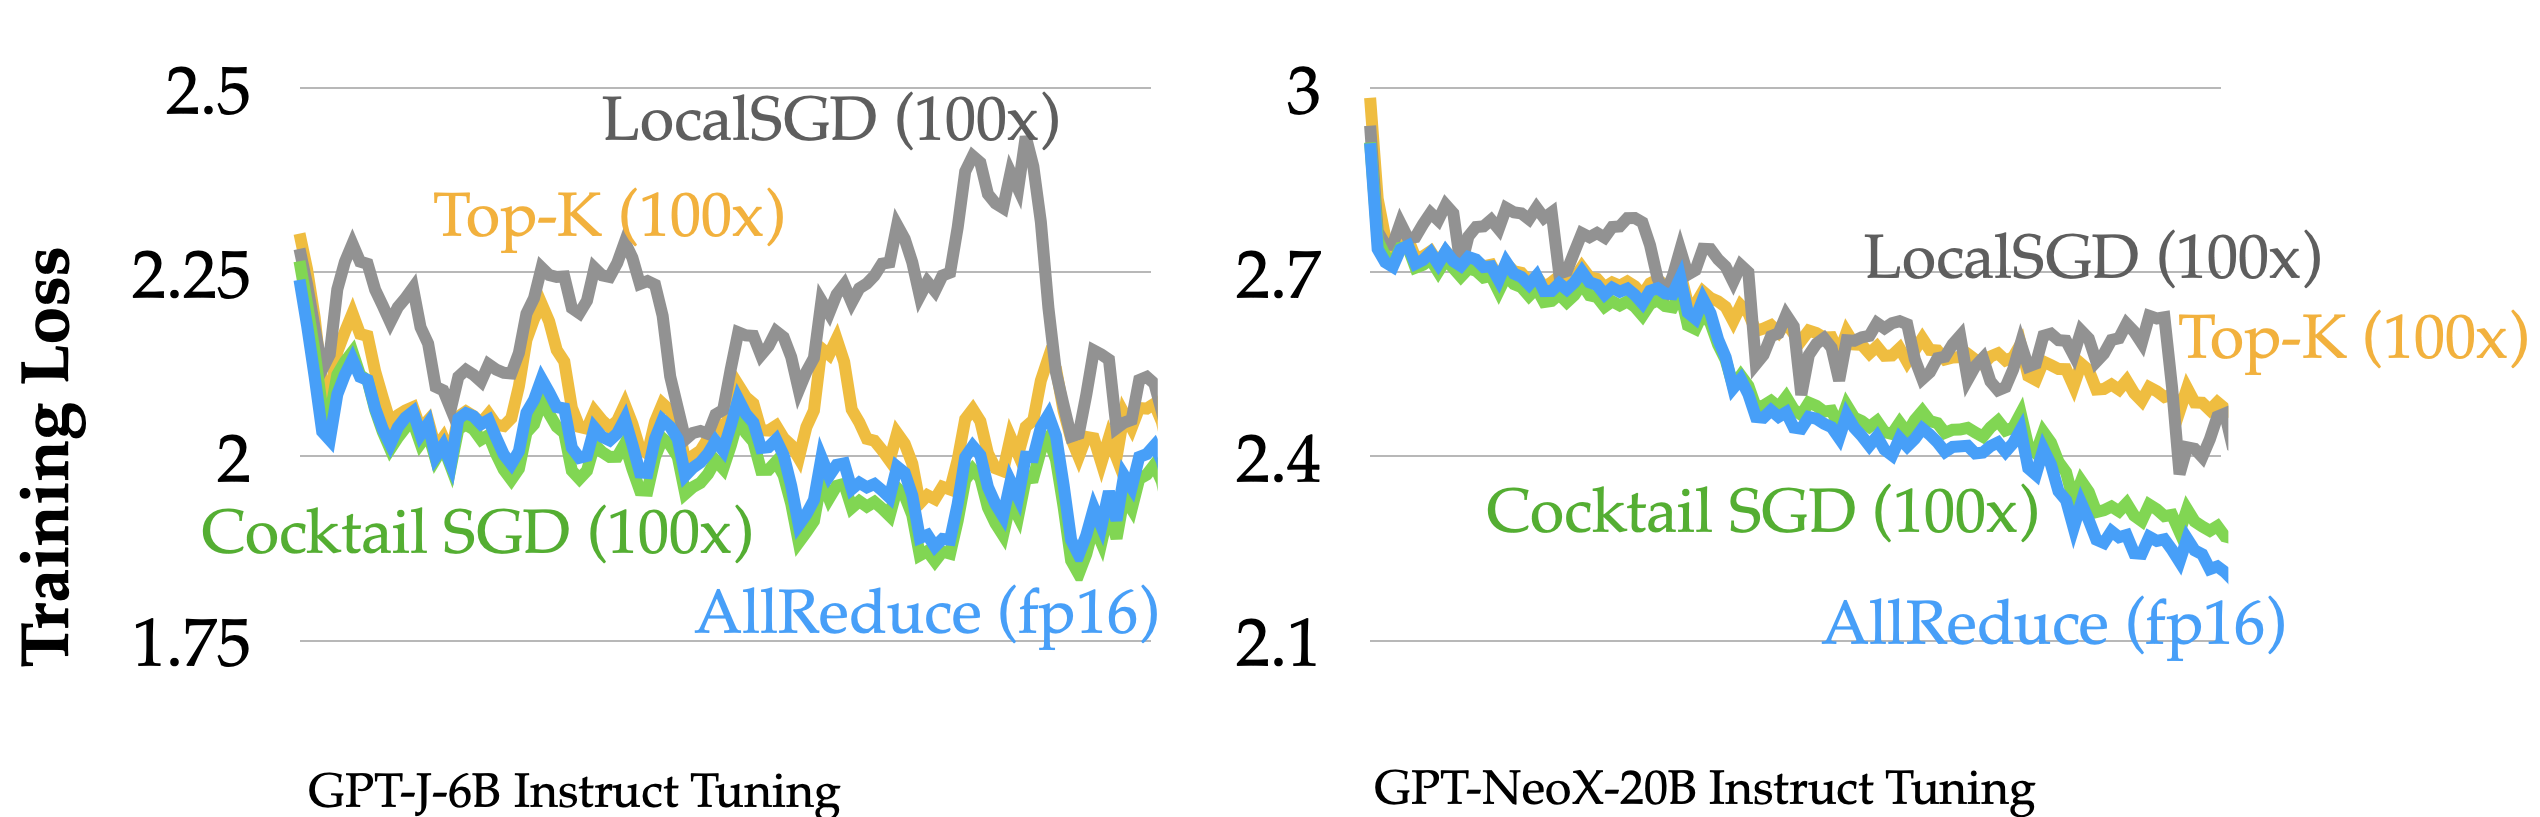 Training Loss
2.5
2.25
2
1.75
LocalSGD (100x)
Top-K (100x)
Cocktail SGD (100x)
AllReduce (fp16)
GPT-J-6B Instruct Tuning
3
2.7
2.4
2.1
LocalSGD (100x)
Top-K (100x)
Cocktail SGD (100x)
AllReduce (fp16)
GPT-NeoX-20B Instruct Tuning